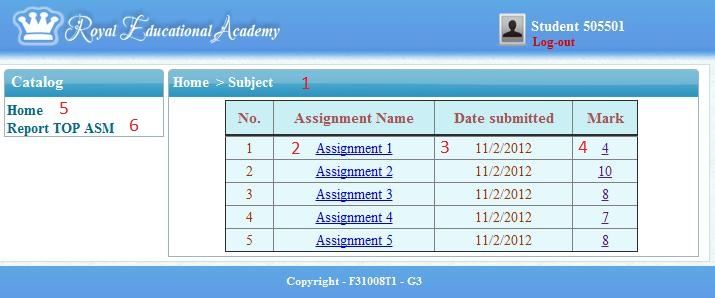 Royal Educational Academy
Student 505501
Log-out
Catalog
Home 5
Report TOP ASM 6
Home > Subject 1
No. Assignment Name Date submitted Mark
1 2 Assignment 1 3 11/2/2012 4 4
2 Assignment 2 11/2/2012 10
3 Assignment 3 11/2/2012 8
4 Assignment 4 11/2/2012 7
5 Assignment 5 11/2/2012 8
Copyright - F31008T1 - G3